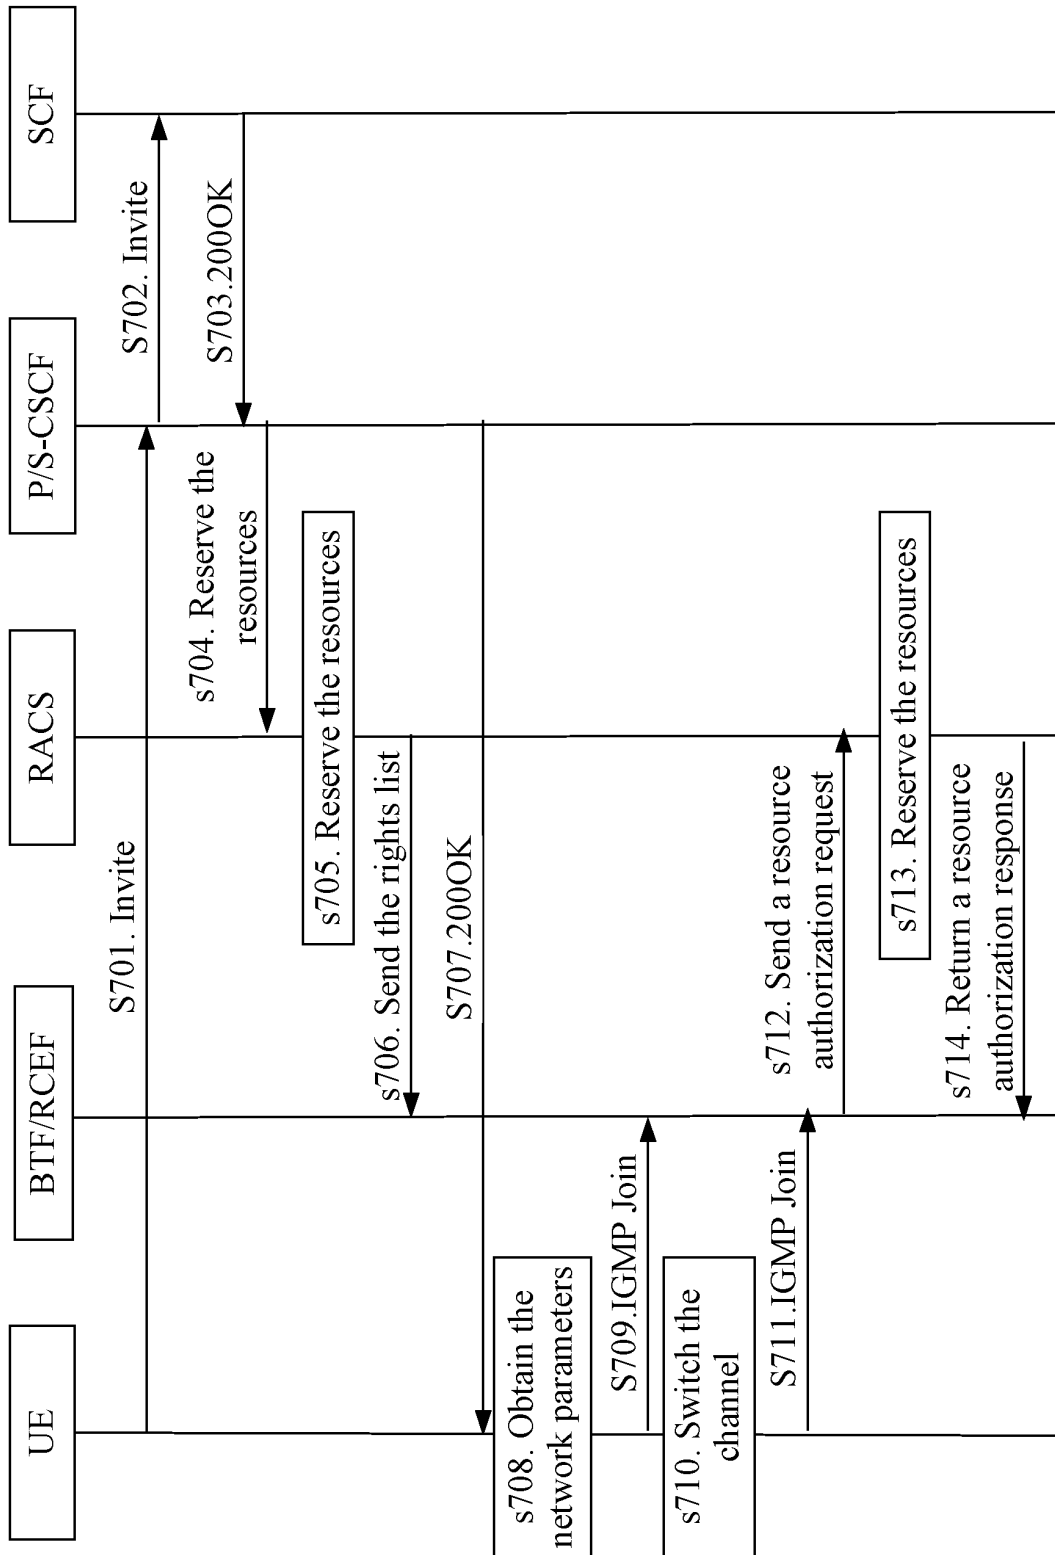 UE
BTF/RCEF
RACS
P/S-CSCF
SCF
S701. Invite
S702. Invite
S703.200OK
s704. Reserve the
resources
s705. Reserve the resources
s706. Send the rights list
S707.200OK
s708. Obtain the
network parameters
S709.IGMP Join
s710. Switch the
channel
S711.IGMP Join
s712. Send a resource
authorization request
s713. Reserve the resources
s714. Return a resource
authorization response